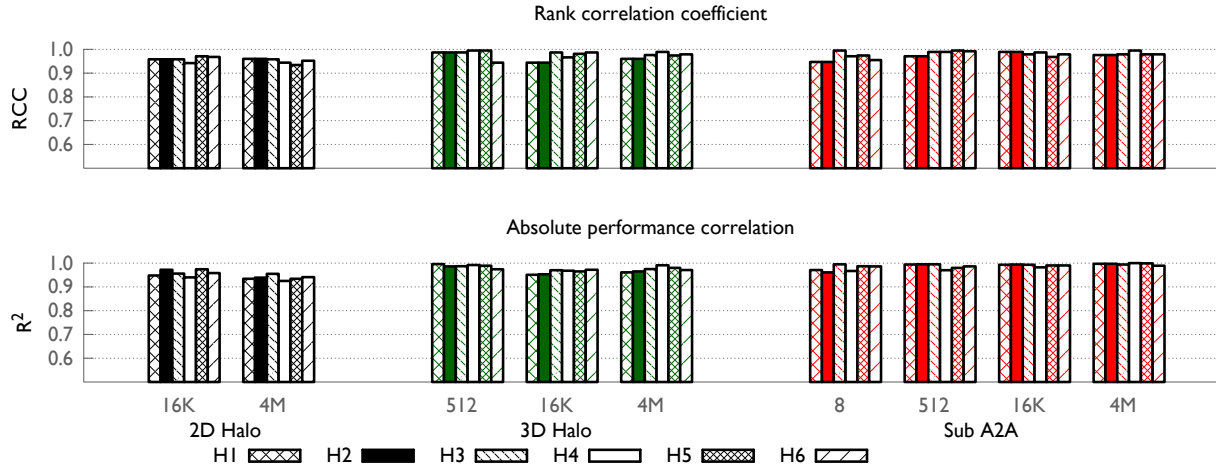 Rank correlation coefficient
RCC
1.0
0.9
0.8
0.7
0.6
Absolute performance correlation
R²
1.0
0.9
0.8
0.7
0.6
16K 4M 512 16K 4M 8 512 16K 4M
2D Halo 3D Halo Sub A2A
H1 H2 H3 H4 H5 H6